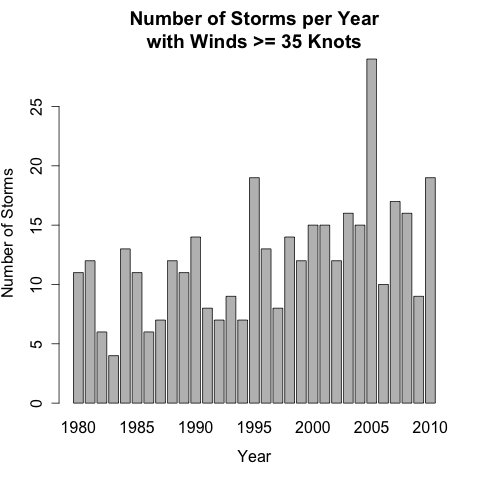 Number of Storms per Year
with Winds >= 35 Knots
Number of Storms
25
20
15
10
5
0
1980 1985 1990 1995 2000 2005 2010
Year